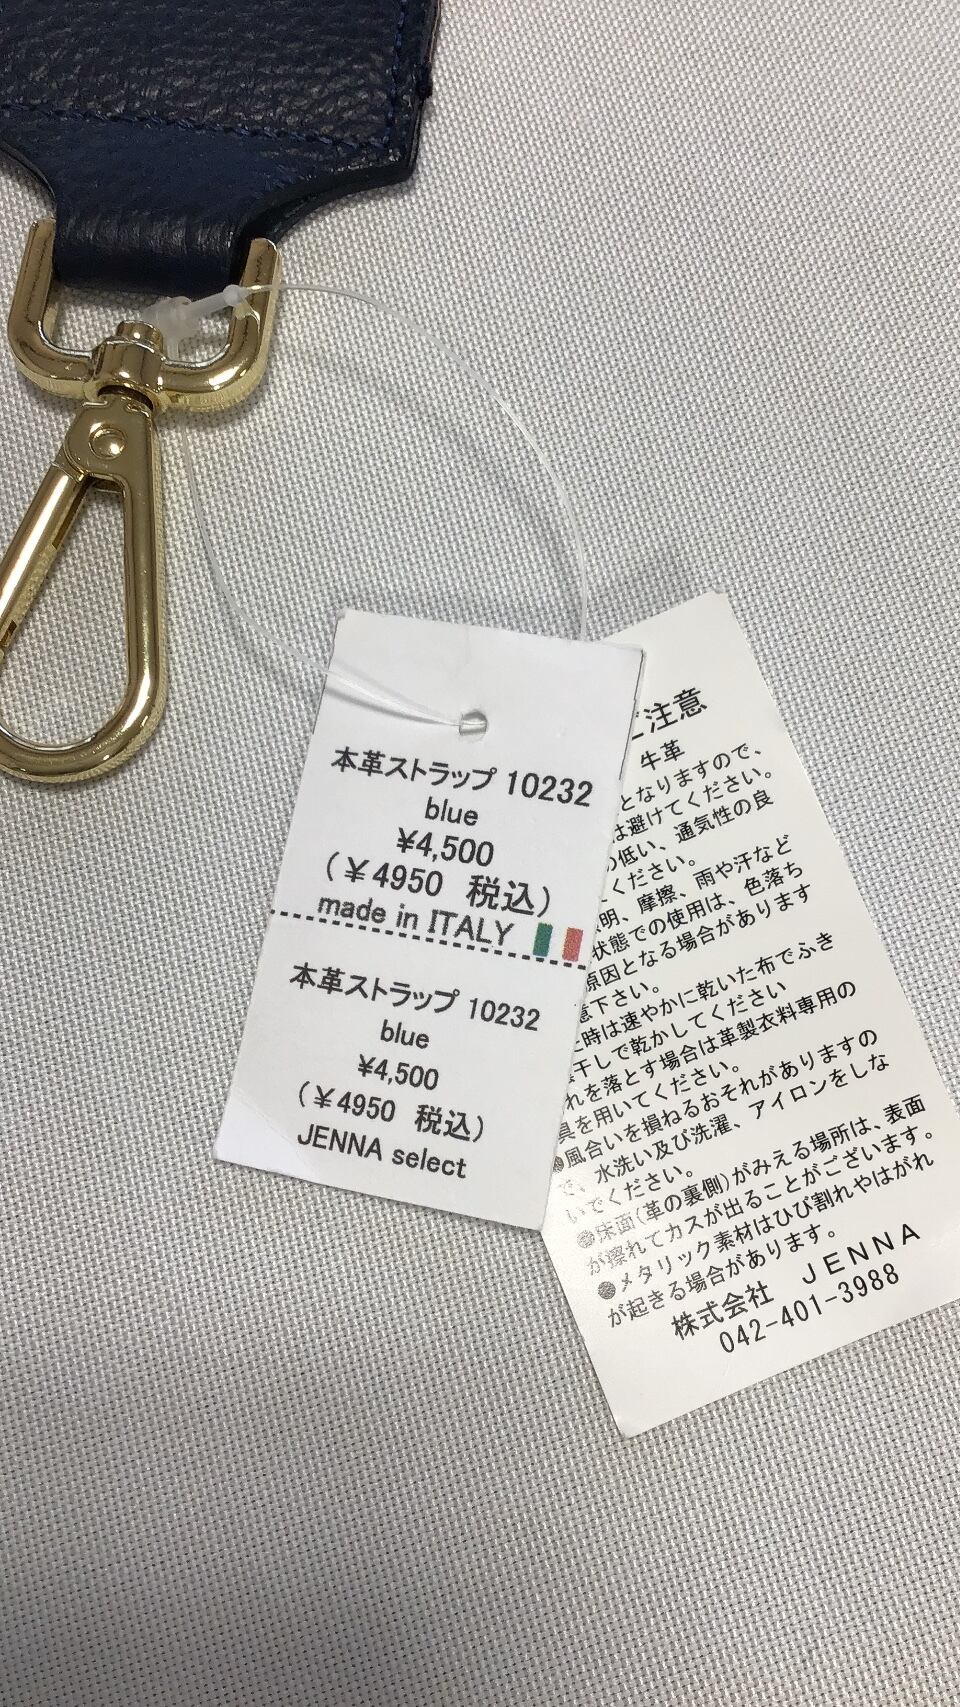 本革ストラップ 10232
blue
¥4,500
(¥4950 税込)
made in ITALY
本革ストラップ 10232
blue
¥4,500
(¥4950 税込)
JENNA select
ご注意
牛革
となりますので、
は避けてください。
の低い、通気性の良
ください。
明、摩擦、雨や汗など
状態での使用は、色落ち
原因となる場合があります
意下さい。
時は速やかに乾いた布でふき
干しで乾かしてください
れを落とす場合は革製衣料専用の
具を用いてください。
●風合いを損ねるおそれがありますの
で、水洗い及び洗濯、アイロンをしな
いでください。
●床面(革の裏側)がみえる場所は、表面
が擦れてカスが出ることがございます。
●メタリック素材はひび割れやはがれ
が起きる場合があります。
株式会社 JENNA
042-401-3988